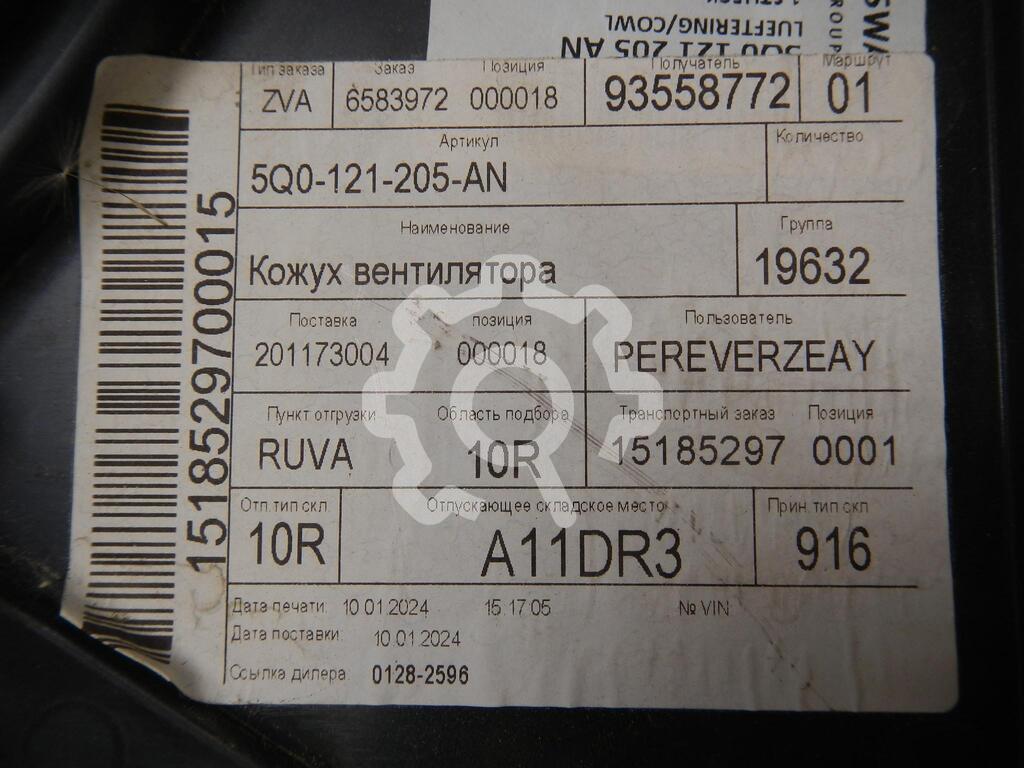 5Q0 121 205 AN
LUEFTERING/COWL
Тип заказа Заказ Позиция Получатель Маршрут
ZVA 6583972 000018 93558772 01
Артикул Количество
5Q0-121-205-AN
Наименование Группа
Кожух вентилятора 19632
Поставка позиция Пользователь
201173004 000018 PEREVERZEAY
Пункт отгрузки Область подбора Транспортный заказ Позиция
RUVA 10R 15185297 0001
Отп.тип скл. Отпускающее складское место Прин.тип скл
10R A11DR3 916
Дата печати: 10.01.2024 15:17:05 № VIN
Дата поставки: 10.01.2024
Ссылка дилера: 0128-2596
15185297000015